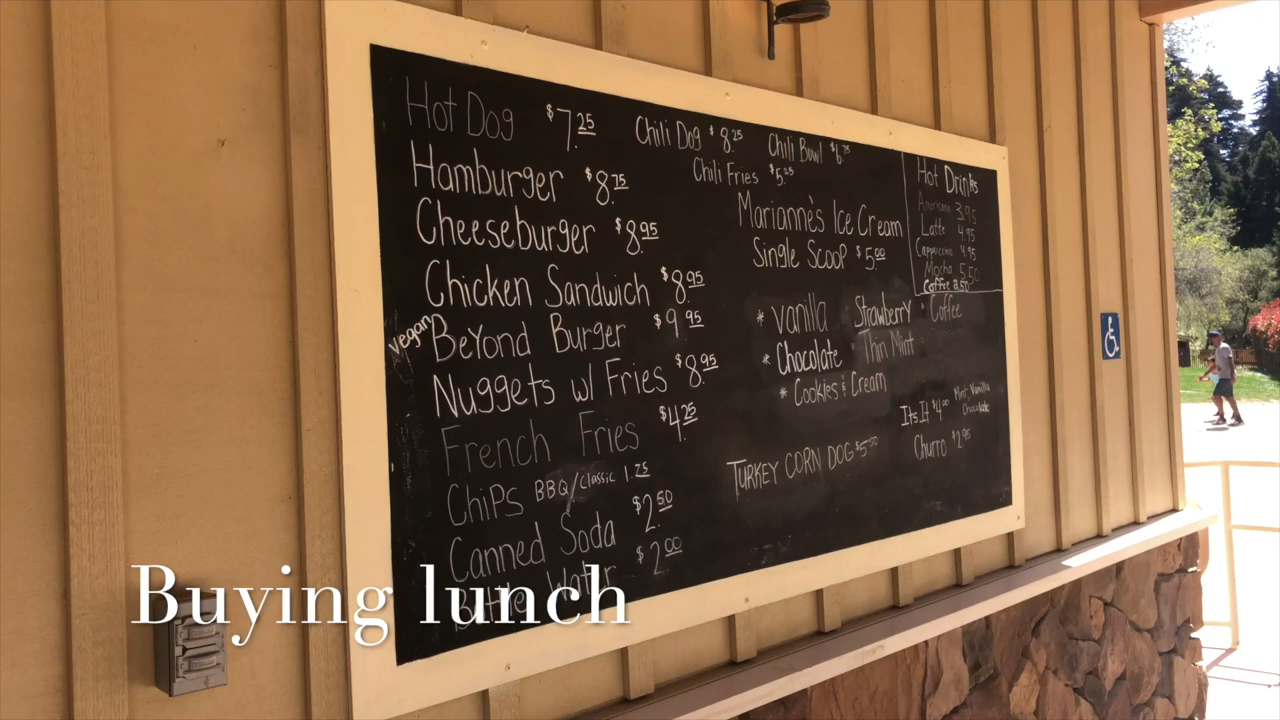 Hot Dog $7.25
Hamburger $8.75
Cheeseburger $8.95
Chicken Sandwich $8.95
vegan
BeYond Burger $9.95
Nuggets w/ Fries $8.95
French Fries $4.25
ChiPs BBQ/Classic 1.75
Canned Soda $2.50
Bottle Water $2.00
Chili Dog $8.25
Chili Bowl $6.75
Chili Fries $5.25
Marianne's Ice Cream
Single Scoop $5.00
* vanilla Strawberry * Coffee
* Chocolate Thin Mint
* Cookies & Cream
TURKEY CORN DOG $5.50
Hot Drinks
Americano 3.95
Latte 4.95
Cappuccino 4.95
Mocha 5.50
Coffee 2.50
Its It $4.00 Mint, Vanilla
Chocolate
Churro $2.95
Buying lunch